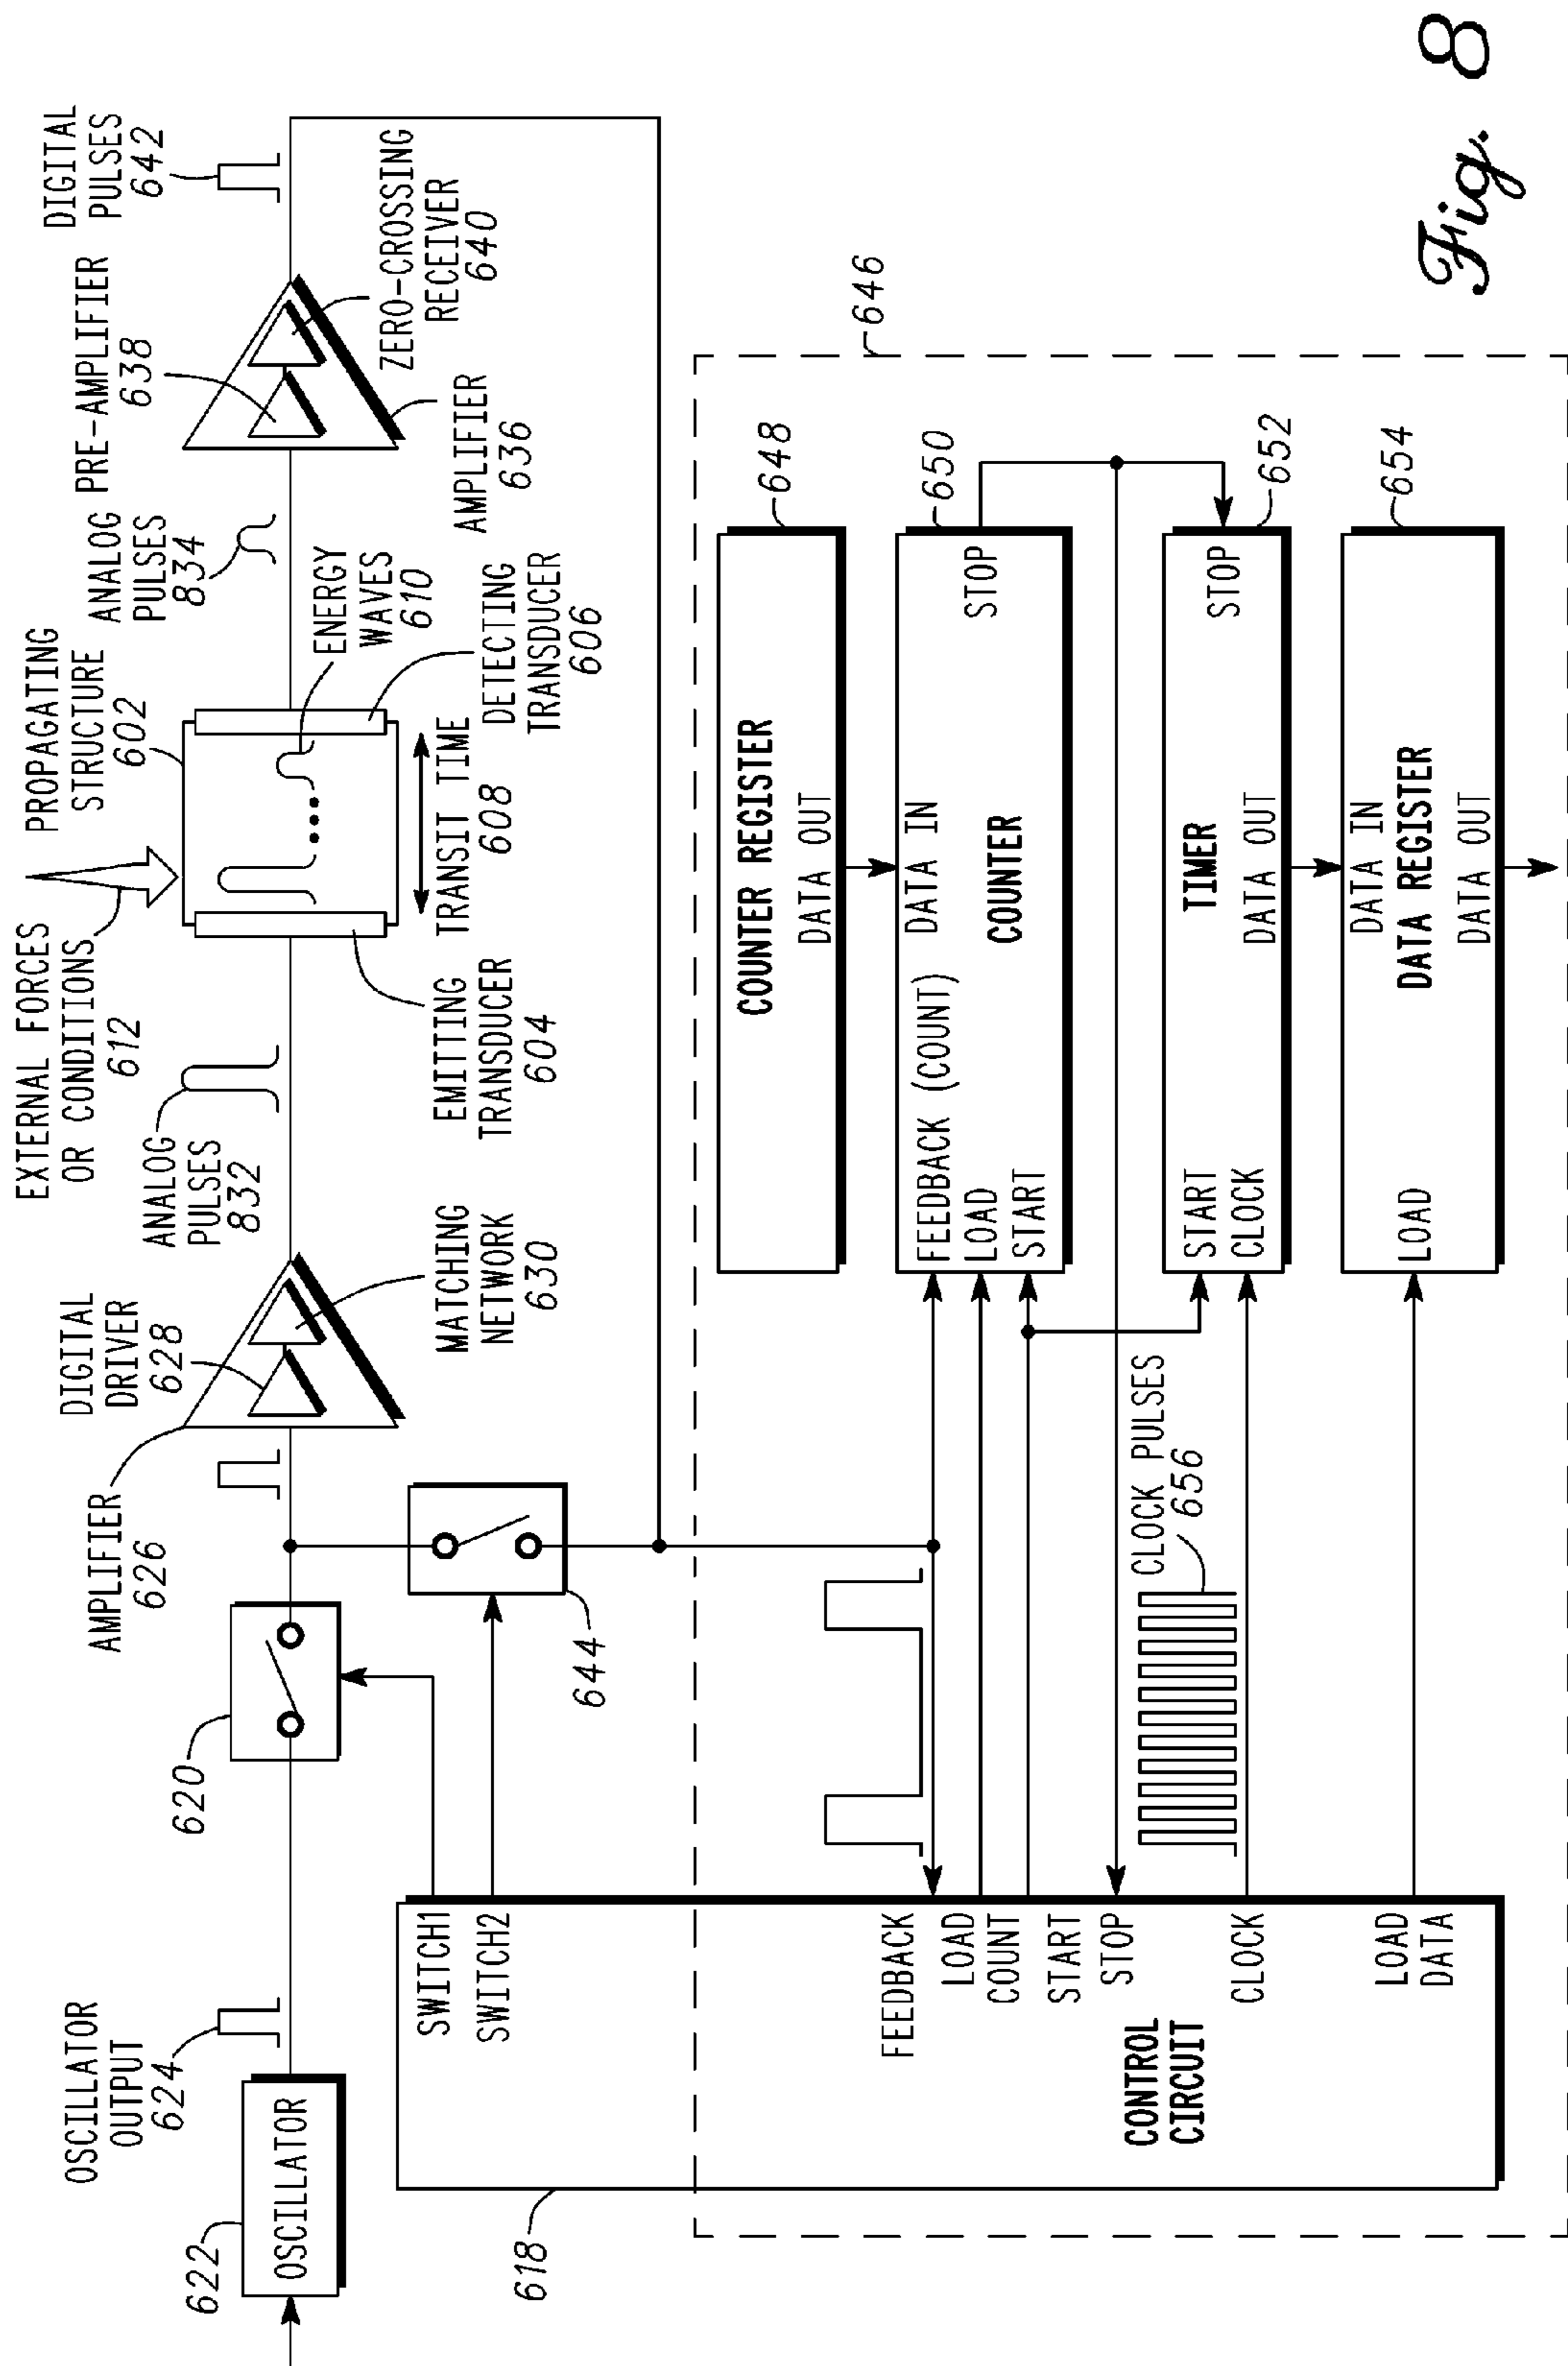 OSCILLATOR
OUTPUT
624
622
OSCILLATOR
620
AMPLIFIER
626
DIGITAL
DRIVER
628
MATCHING
NETWORK
630
ANALOG
PULSES
832
EXTERNAL FORCES
OR CONDITIONS
612
EMITTING
TRANSDUCER
604
PROPAGATING
STRUCTURE
602
TRANSIT TIME
608
ENERGY
WAVES
610
DETECTING
TRANSDUCER
606
ANALOG
PULSES
834
PRE-AMPLIFIER
638
AMPLIFIER
636
ZERO-CROSSING
RECEIVER
640
DIGITAL
PULSES
642
644
646
618
SWITCH1
SWITCH2
FEEDBACK
LOAD
COUNT
START
STOP
CLOCK
LOAD
DATA
CONTROL
CIRCUIT
CLOCK PULSES
656
COUNTER REGISTER
DATA OUT
648
FEEDBACK (COUNT)
DATA IN
LOAD
START
COUNTER
STOP
650
START
CLOCK
TIMER
DATA OUT
STOP
652
LOAD
DATA IN
DATA REGISTER
DATA OUT
654
Fig. 8